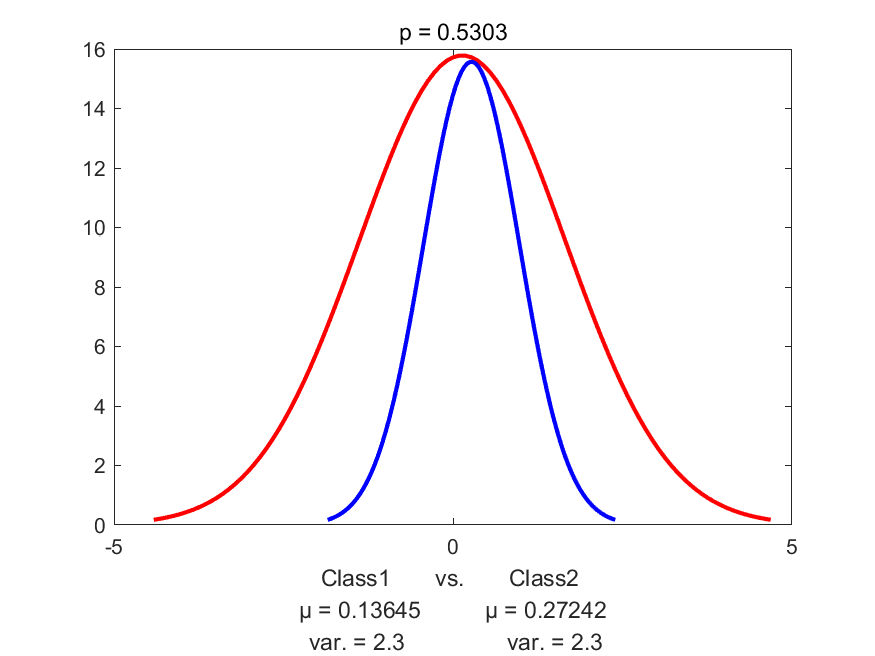 p = 0.5303
16
14
12
10
8
6
4
2
0
-5 0 5
Class1 vs. Class2
μ = 0.13645 μ = 0.27242
var. = 2.3 var. = 2.3